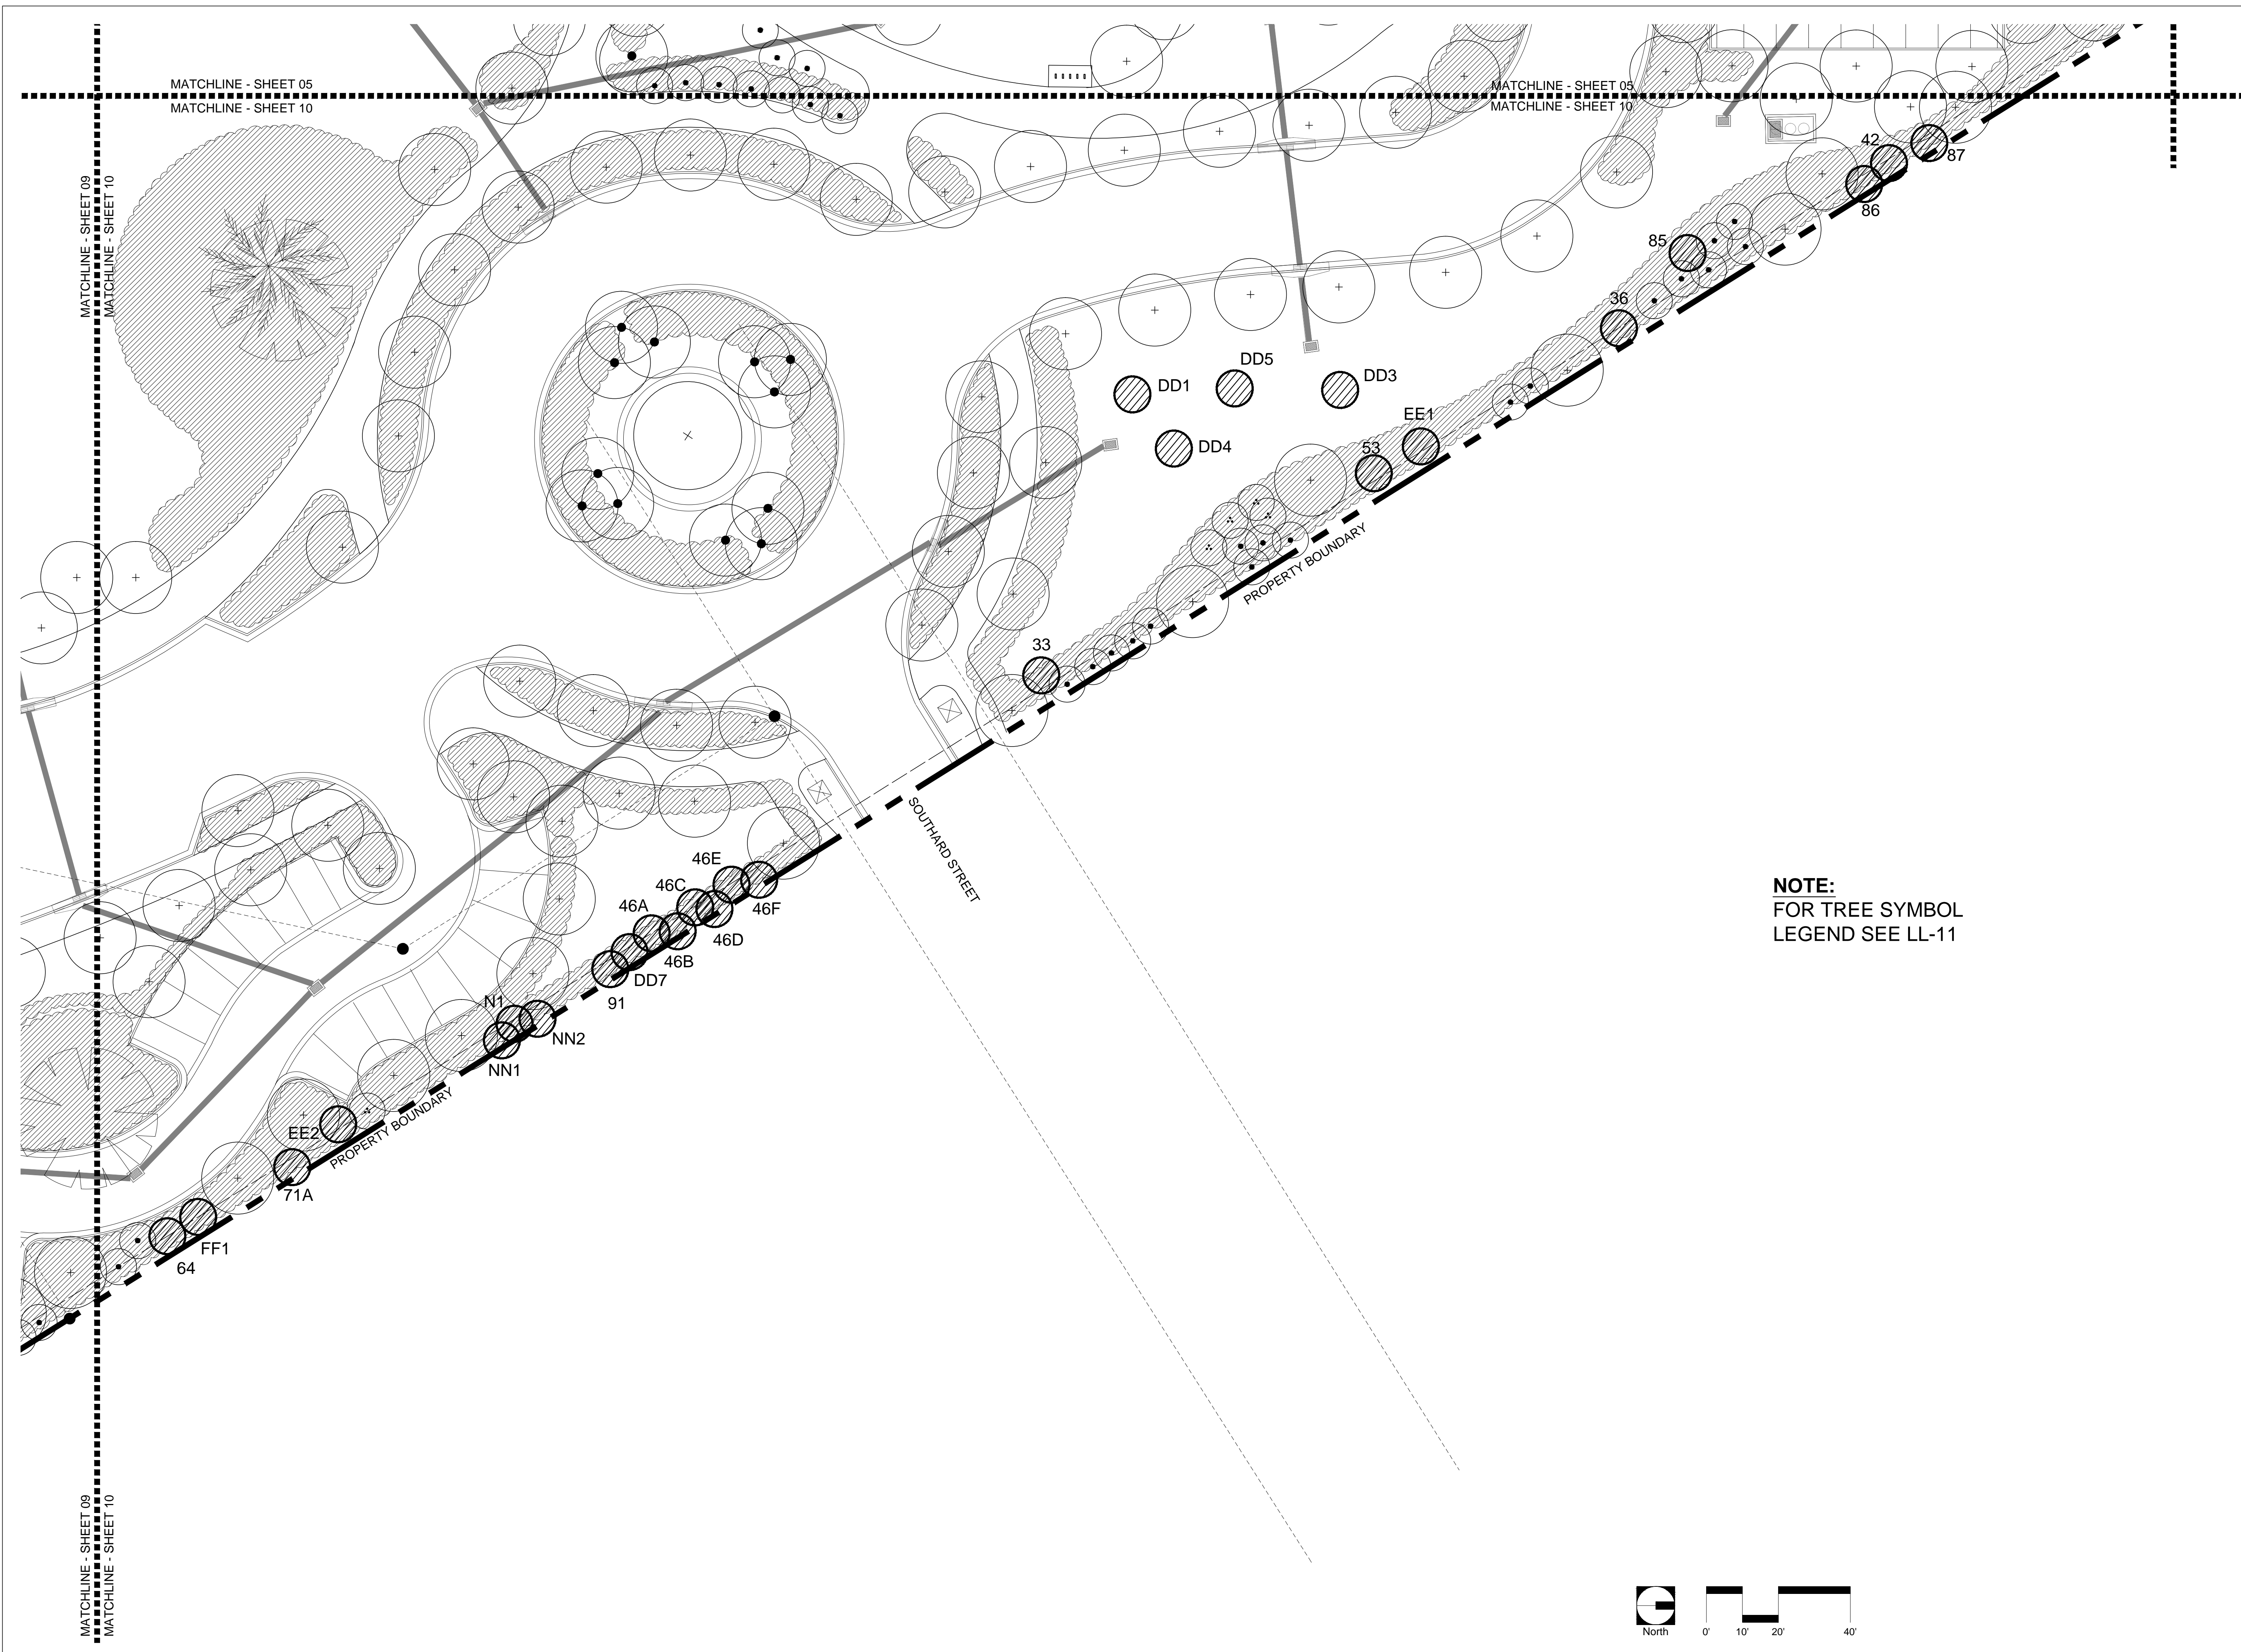 MATCHLINE - SHEET 05
MATCHLINE - SHEET 10
MATCHLINE - SHEET 05
MATCHLINE - SHEET 10
MATCHLINE - SHEET 09
MATCHLINE - SHEET 10
42
87
86
85
36
DD5
DD1
DD3
EE1
DD4
53
PROPERTY BOUNDARY
33
SOUTHARD STREET
46E
46C
46F
46A
46D
46B
DD7
91
N1
NN2
NN1
PROPERTY BOUNDARY
EE2
71A
FF1
64
NOTE:
FOR TREE SYMBOL
LEGEND SEE LL-11
MATCHLINE - SHEET 09
MATCHLINE - SHEET 10
North
0' 10' 20' 40'